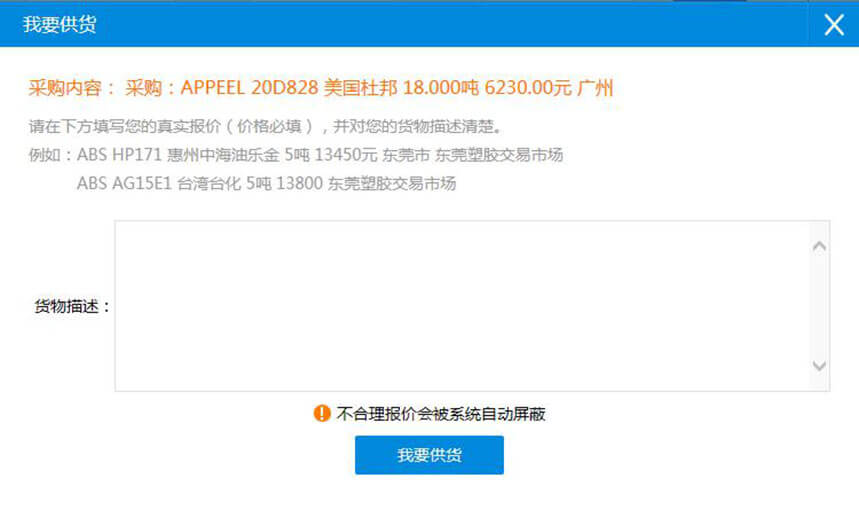 我要供货
采购内容： 采购：APPEEL 20D828 美国杜邦 18.000吨 6230.00元 广州
请在下方填写您的真实报价（价格必填），并对您的货物描述清楚。
例如：ABS HP171 惠州中海油乐金 5吨 13450元 东莞市 东莞塑胶交易市场
ABS AG15E1 台湾台化 5吨 13800 东莞塑胶交易市场
货物描述：
不合理报价会被系统自动屏蔽
我要供货